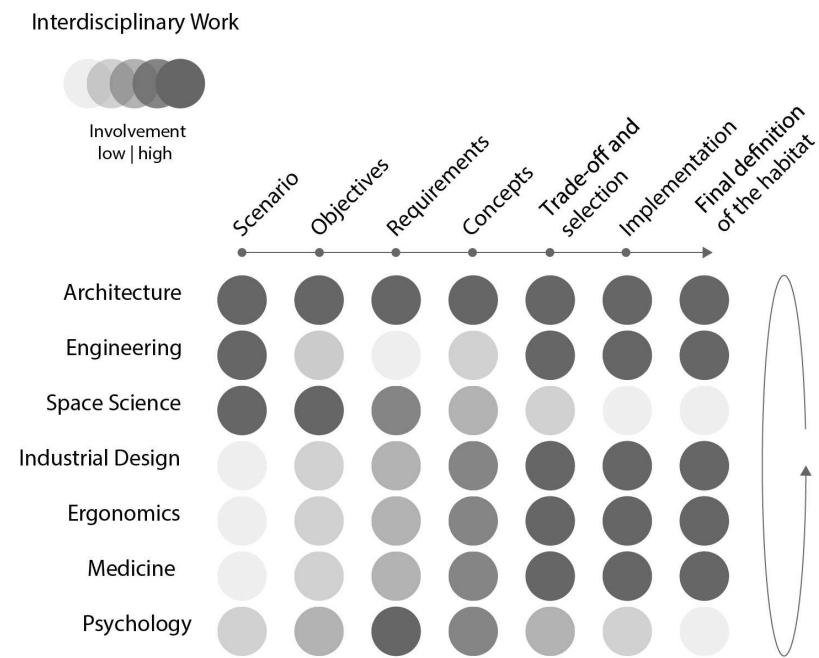 Interdisciplinary Work
Involvement
low | high
Scenario
Objectives
Requirements
Concepts
Trade-off and
selection
Implementation
Final definition
of the habitat
Architecture
Engineering
Space Science
Industrial Design
Ergonomics
Medicine
Psychology